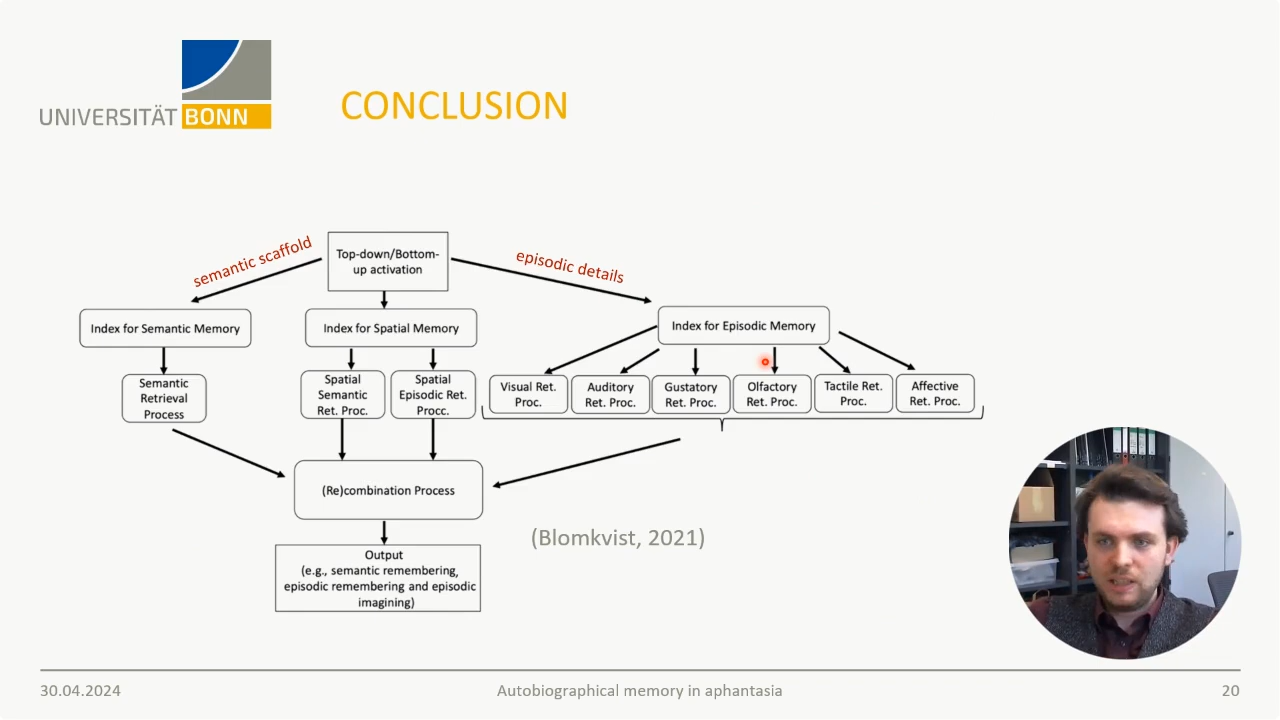 UNIVERSITÄT BONN
CONCLUSION
semantic scaffold
Top-down/Bottom-
up activation
episodic details
Index for Semantic Memory
Index for Spatial Memory
Index for Episodic Memory
Semantic
Retrieval
Process
Spatial
Semantic
Ret. Proc.
Spatial
Episodic Ret.
Procc.
Visual Ret.
Proc.
Auditory
Ret. Proc.
Gustatory
Ret. Proc.
Olfactory
Ret. Proc.
Tactile Ret.
Proc.
Affective
Ret. Proc.
(Re)combination Process
Output
(e.g., semantic remembering,
episodic remembering and episodic
imagining)
(Blomkvist, 2021)
30.04.2024
Autobiographical memory in aphantasia
20